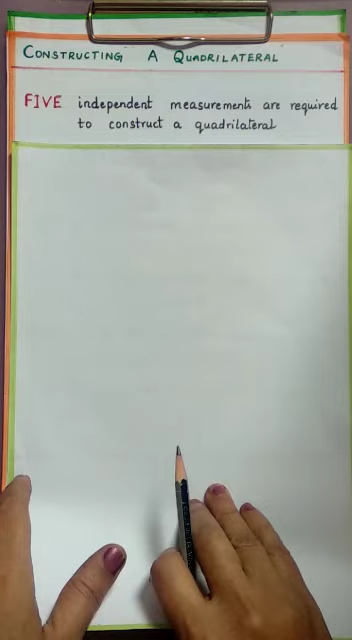 CONSTRUCTING A QUADRILATERAL
FIVE independent measurements are required
to construct a quadrilateral